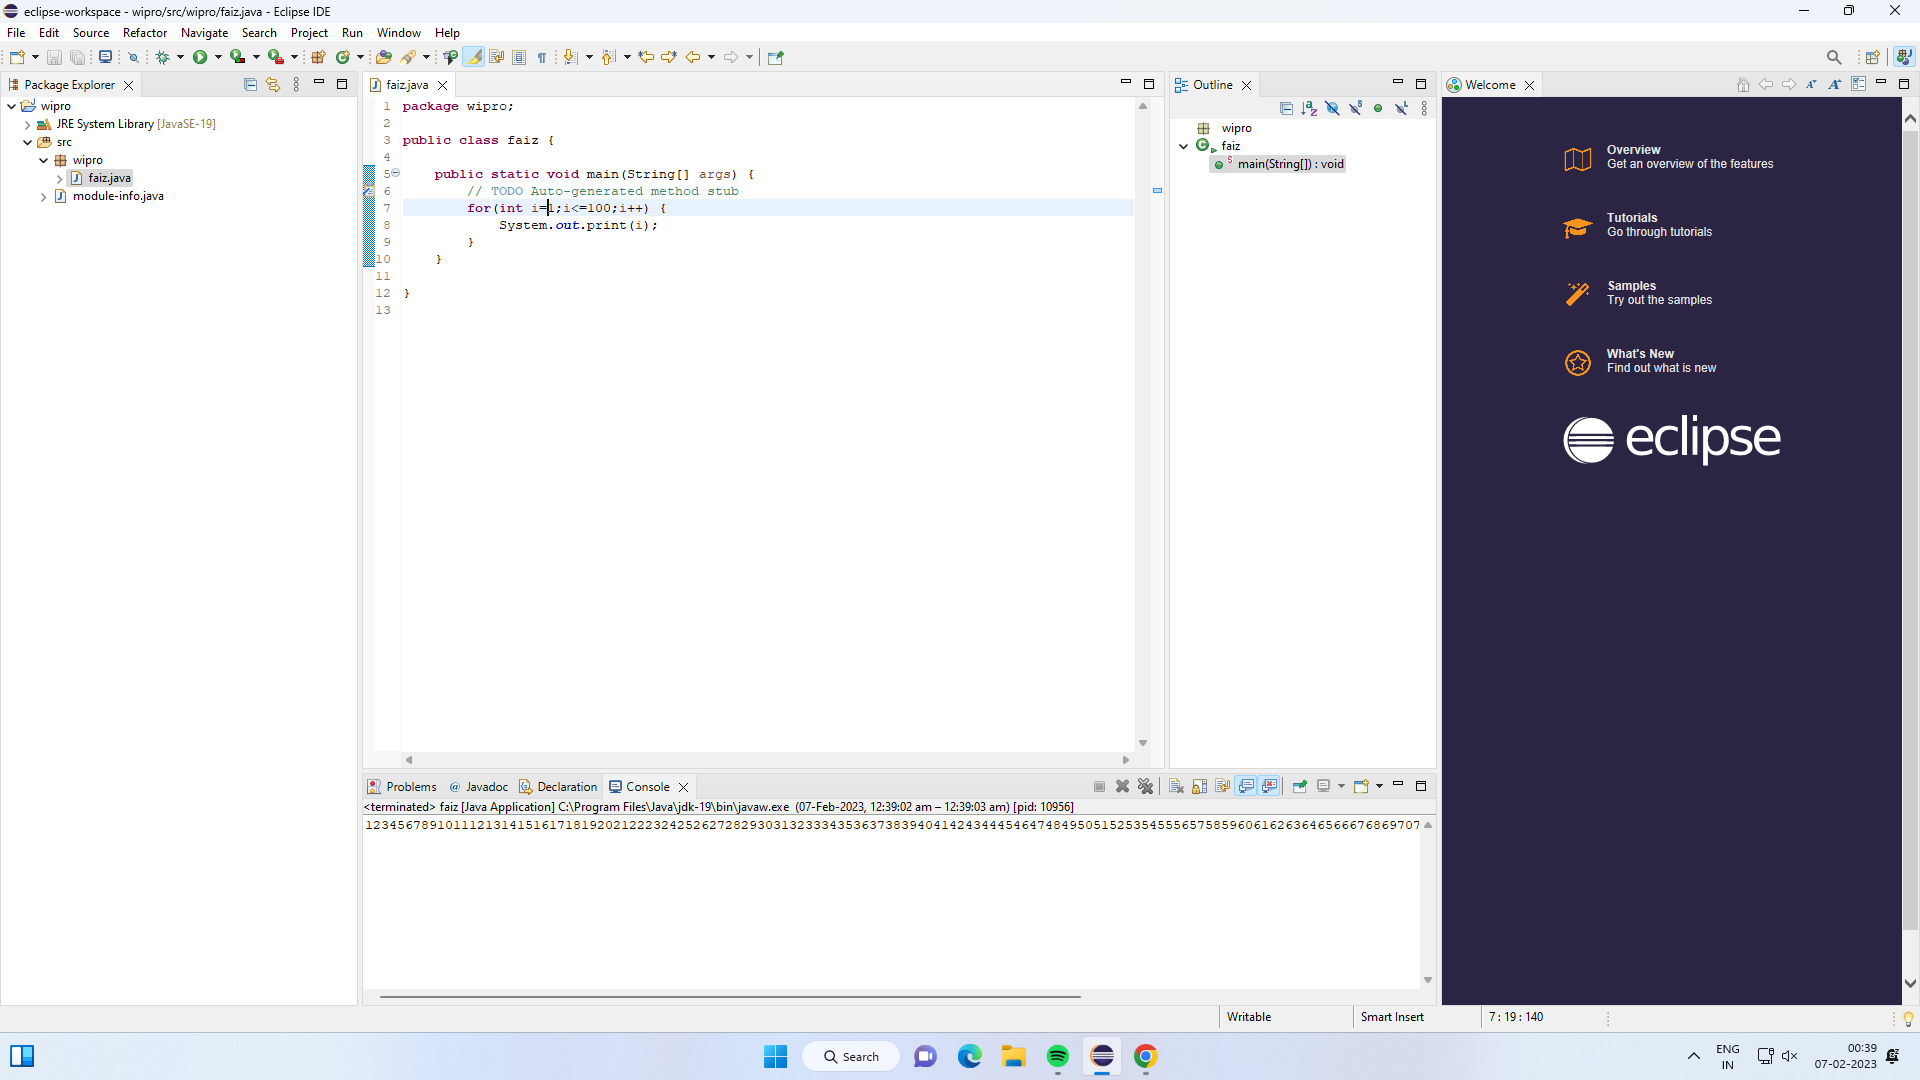 eclipse-workspace - wipro/src/wipro/faiz.java - Eclipse IDE
File Edit Source Refactor Navigate Search Project Run Window Help
Package Explorer
wipro
JRE System Library [JavaSE-19]
src
wipro
faiz.java
module-info.java
faiz.java
1 package wipro;
2
3 public class faiz {
4
5 public static void main(String[] args) {
6 // TODO Auto-generated method stub
7 for(int i=1;i<=100;i++) {
8 System.out.print(i);
9 }
10 }
11
12 }
13
Outline
wipro
faiz
main(String[]) : void
Welcome
Overview
Get an overview of the features
Tutorials
Go through tutorials
Samples
Try out the samples
What's New
Find out what is new
eclipse
Problems Javadoc Declaration Console
<terminated> faiz [Java Application] C:\Program Files\Java\jdk-19\bin\javaw.exe (07-Feb-2023, 12:39:02 am – 12:39:03 am) [pid: 10956]
123456789101112131415161718192021222324252627282930313233343536373839404142434445464748495051525354555657585960616263646566676869707
Writable Smart Insert 7 : 19 : 140
Search
ENG
IN
00:39
07-02-2023